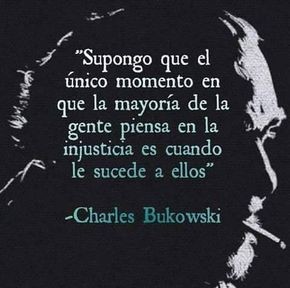 "Supongo que el
único momento en
que la mayoría de la
gente piensa en la
injusticia es cuando
le sucede a ellos"
-Charles Bukowski